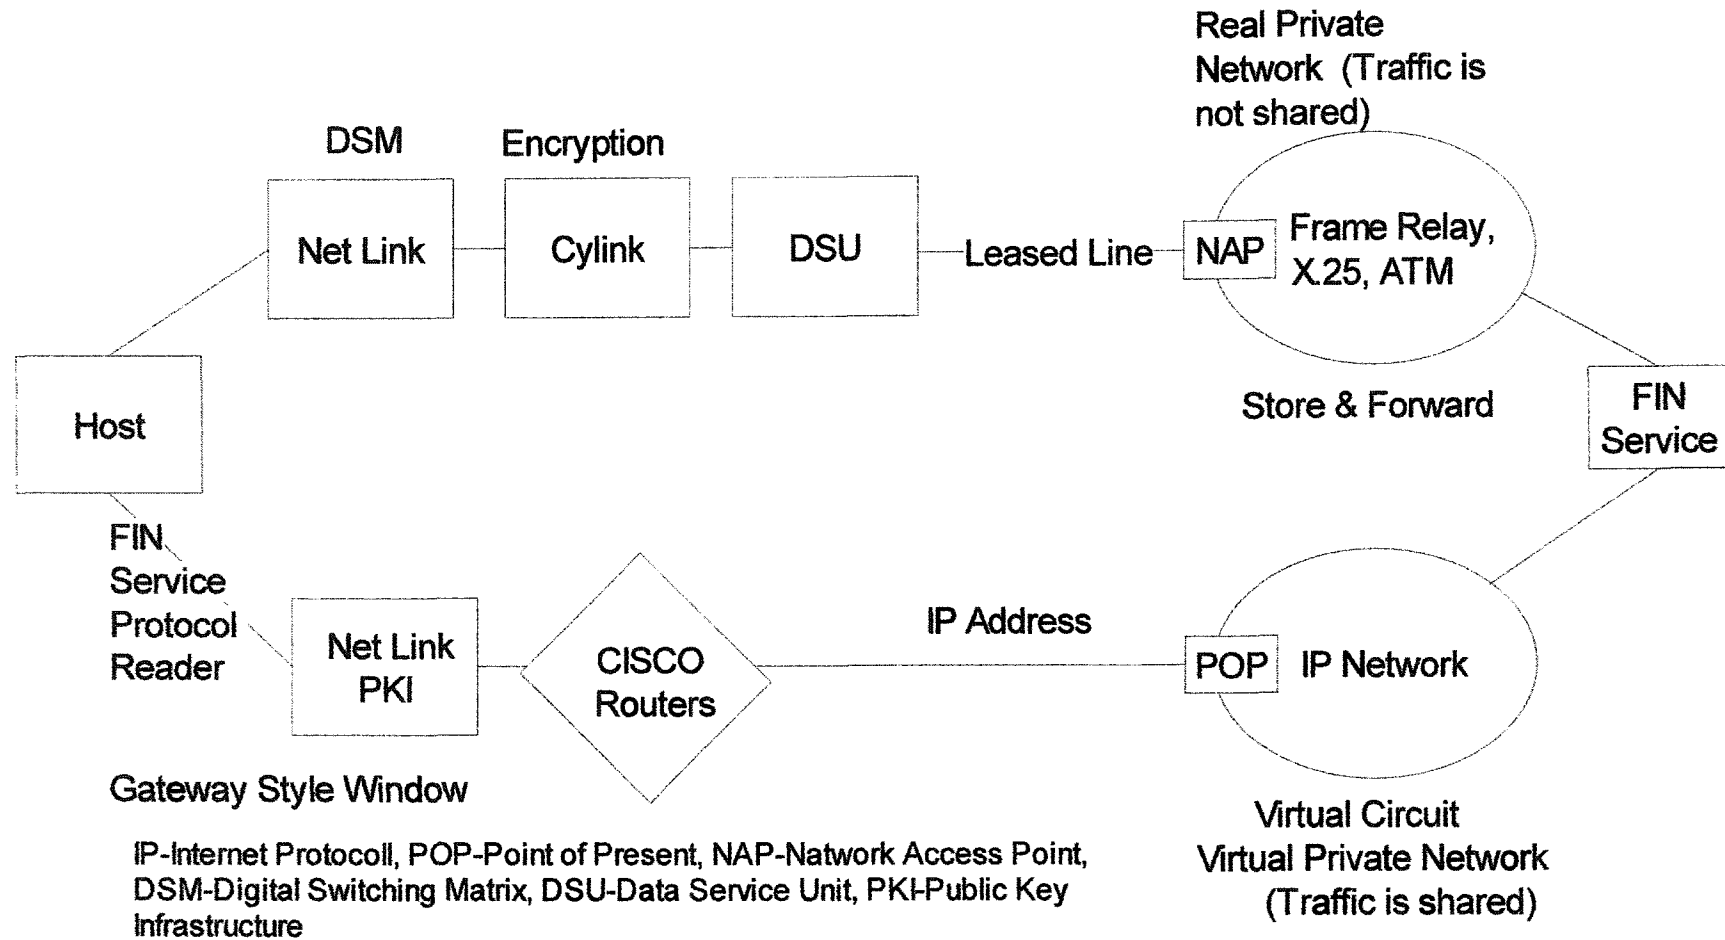 Real Private
Network (Traffic is
not shared)
DSM
Encryption
Net Link
Cylink
DSU
Leased Line
NAP
Frame Relay,
X.25, ATM
Host
Store & Forward
FIN
Service
FIN
Service
Protocol
Reader
Net Link
PKI
CISCO
Routers
IP Address
POP
IP Network
Gateway Style Window
Virtual Circuit
Virtual Private Network
(Traffic is shared)
IP-Internet Protocoll, POP-Point of Present, NAP-Natwork Access Point,
DSM-Digital Switching Matrix, DSU-Data Service Unit, PKI-Public Key
Infrastructure